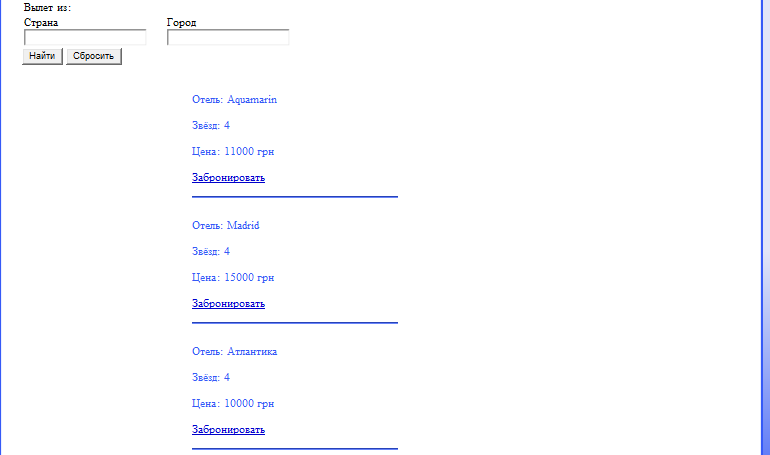 Вылет из:
Страна Город
Найти Сбросить
Отель: Aquamarin
Звёзд: 4
Цена: 11000 грн
Забронировать
Отель: Madrid
Звёзд: 4
Цена: 15000 грн
Забронировать
Отель: Атлантика
Звёзд: 4
Цена: 10000 грн
Забронировать